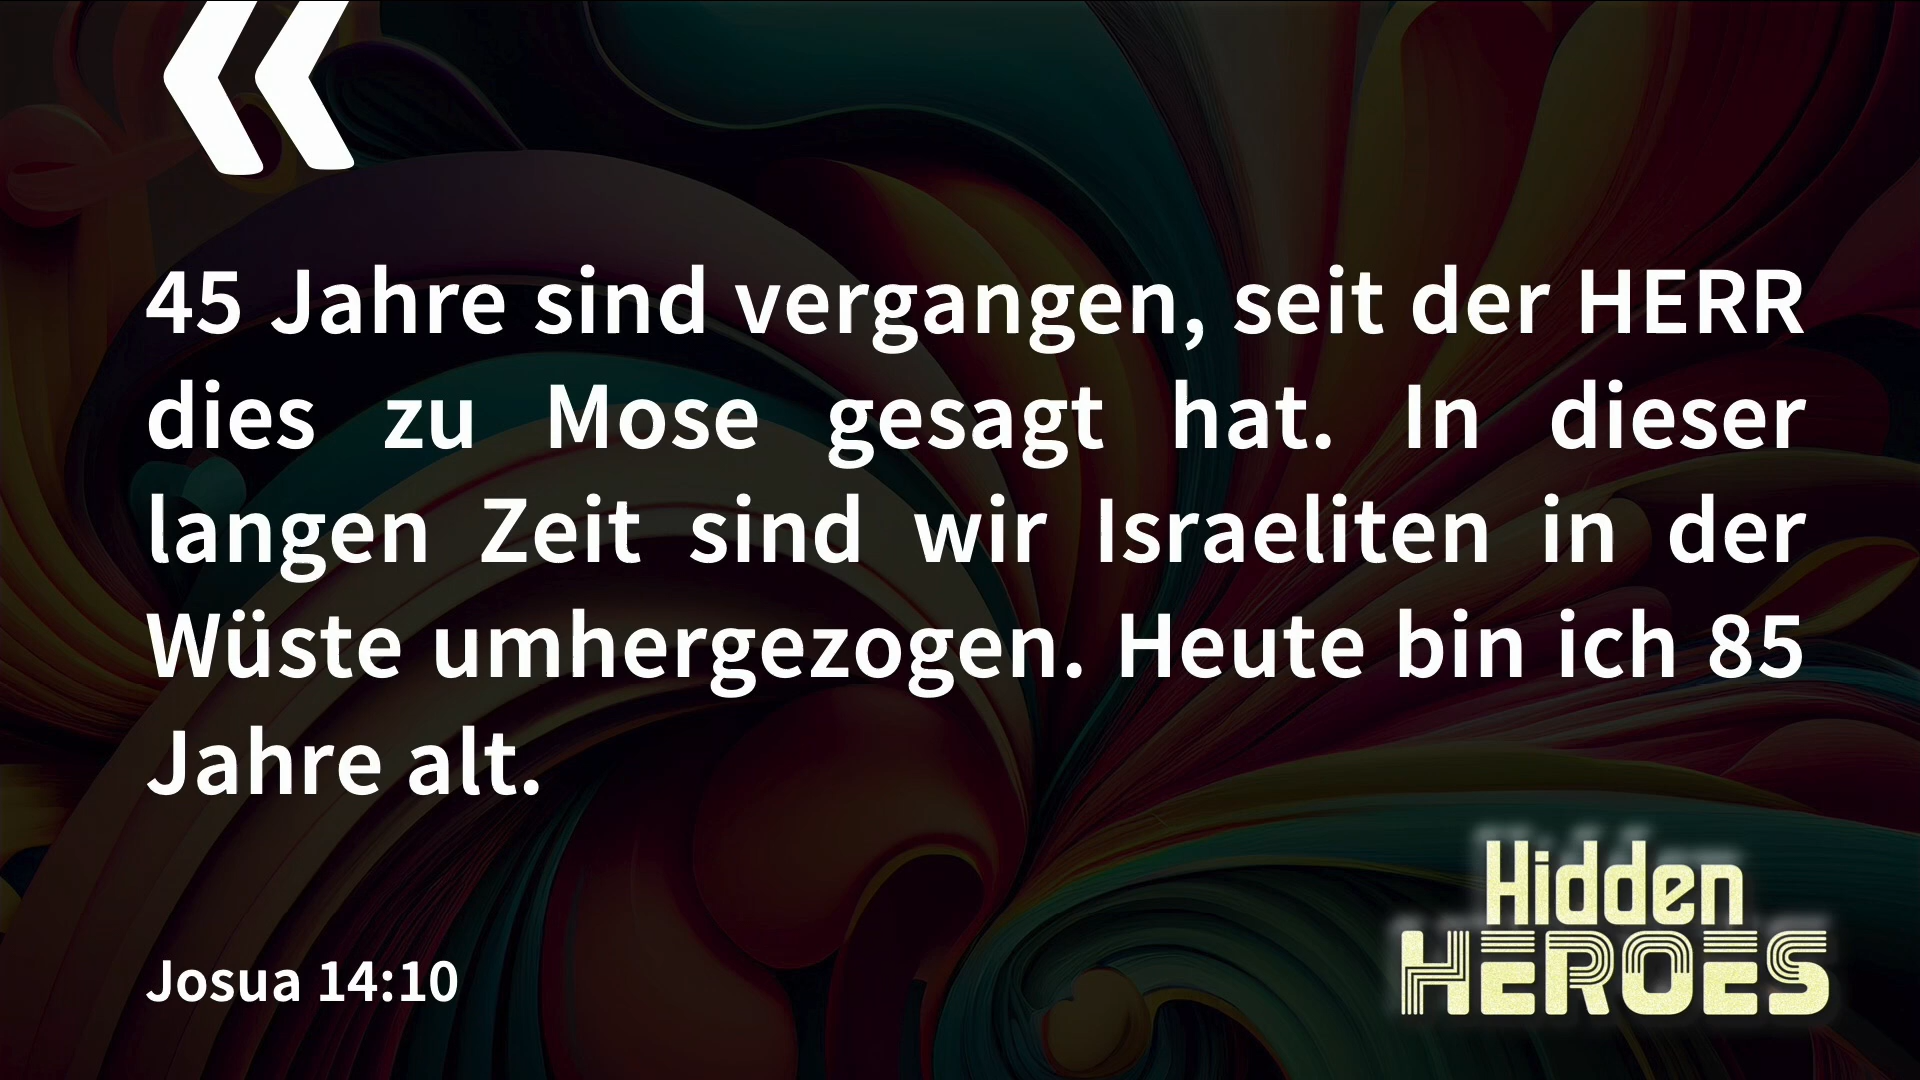 «
45 Jahre sind vergangen, seit der HERR
dies zu Mose gesagt hat. In dieser
langen Zeit sind wir Israeliten in der
Wüste umhergezogen. Heute bin ich 85
Jahre alt.
Josua 14:10
Hidden
HEROES